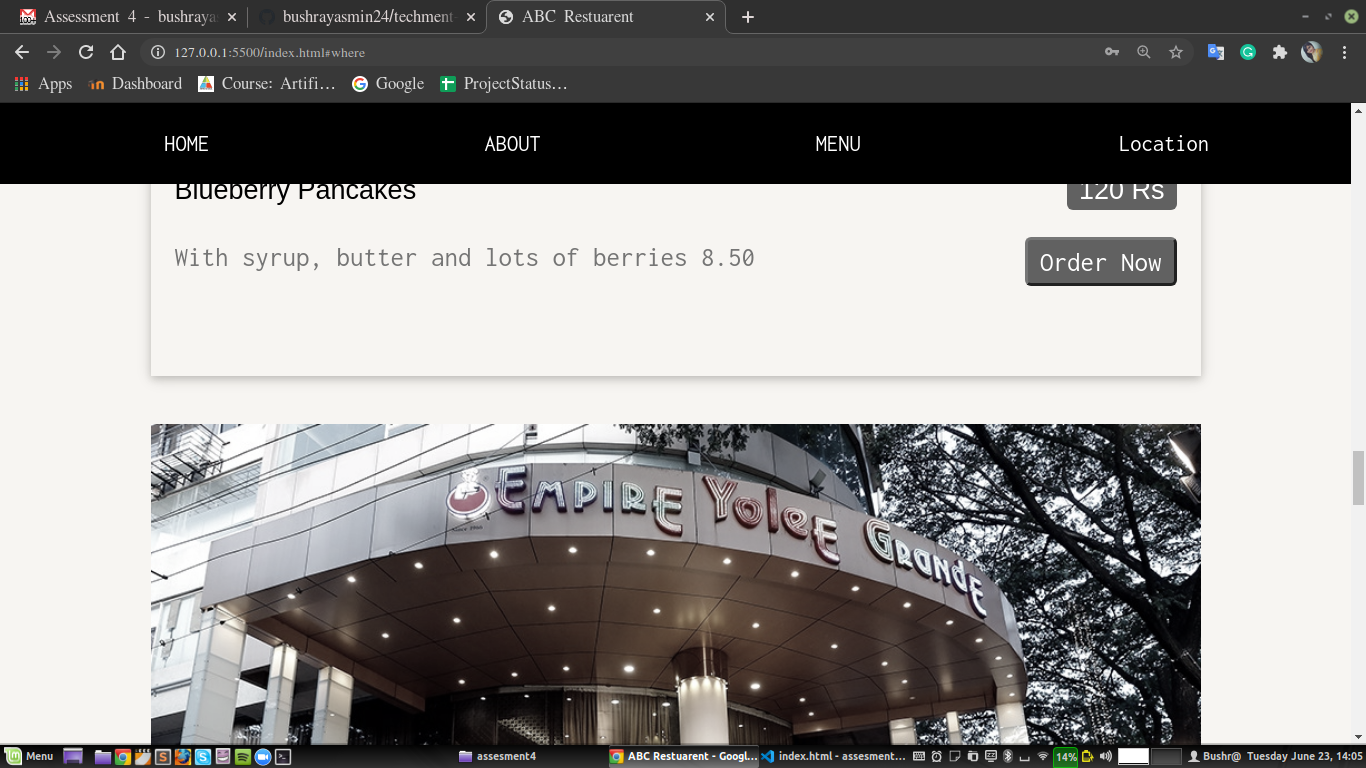 Assessment 4 - bushraya
bushrayasmin24/techment
ABC Restuarent
127.0.0.1:5500/index.html#where
Apps
Dashboard
Course: Artifi...
Google
ProjectStatus...
HOME ABOUT MENU Location
Blueberry Pancakes 120 Rs
With syrup, butter and lots of berries 8.50 Order Now
EMPIRE YoleE GrandE
Since 1966
Menu
assesment4
ABC Restuarent - Googl...
index.html - assesment...
14%
Bushr@ Tuesday June 23, 14:05